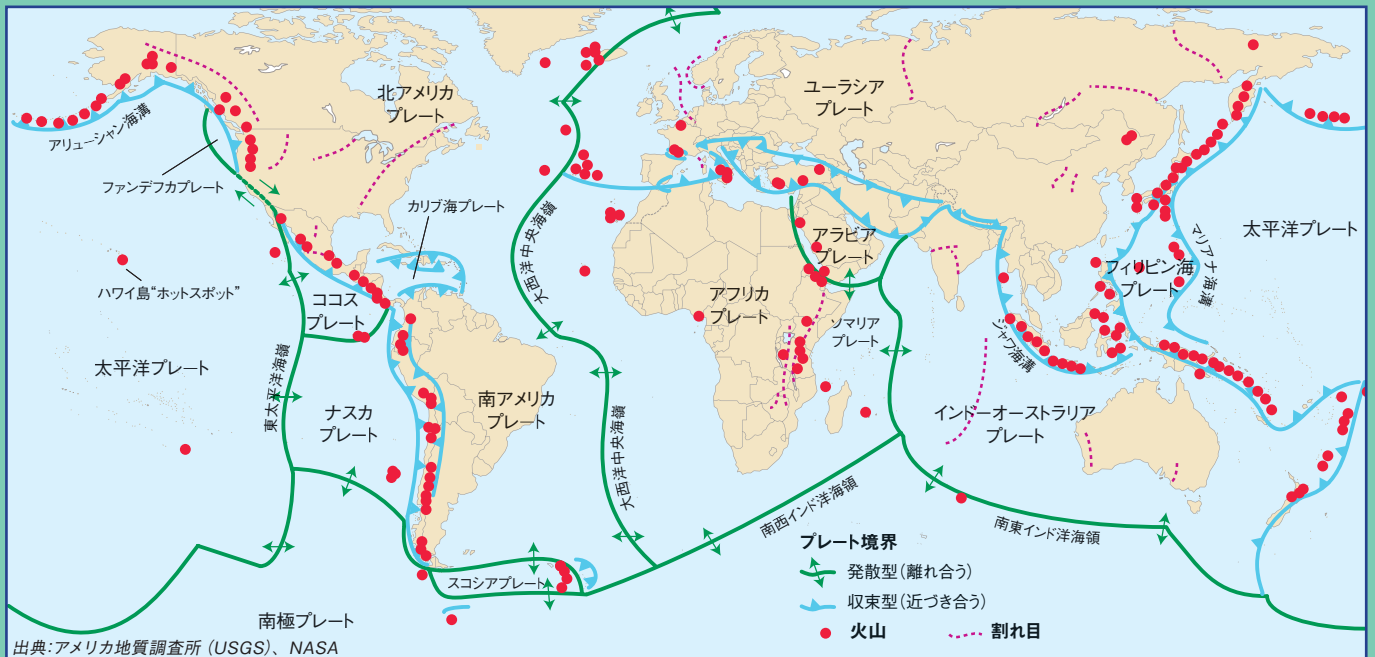 北アメリカ
プレート
アリューシャン海溝
ファンデフカプレート
カリブ海プレート
ハワイ島“ホットスポット”
ココス
プレート
太平洋プレート
東太平洋海嶺
ナスカ
プレート
南アメリカ
プレート
大西洋中央海嶺
大西洋中央海嶺
ユーラシア
プレート
アラビア
プレート
アフリカ
プレート
ソマリア
プレート
太平洋プレート
マリアナ海溝
フィリピン海
プレート
ジャワ海溝
インドーオーストラリア
プレート
南西インド洋海嶺
南東インド洋海嶺
スコシアプレート
南極プレート
プレート境界
発散型(離れ合う)
収束型(近づき合う)
火山
割れ目
出典:アメリカ地質調査所 (USGS)、NASA